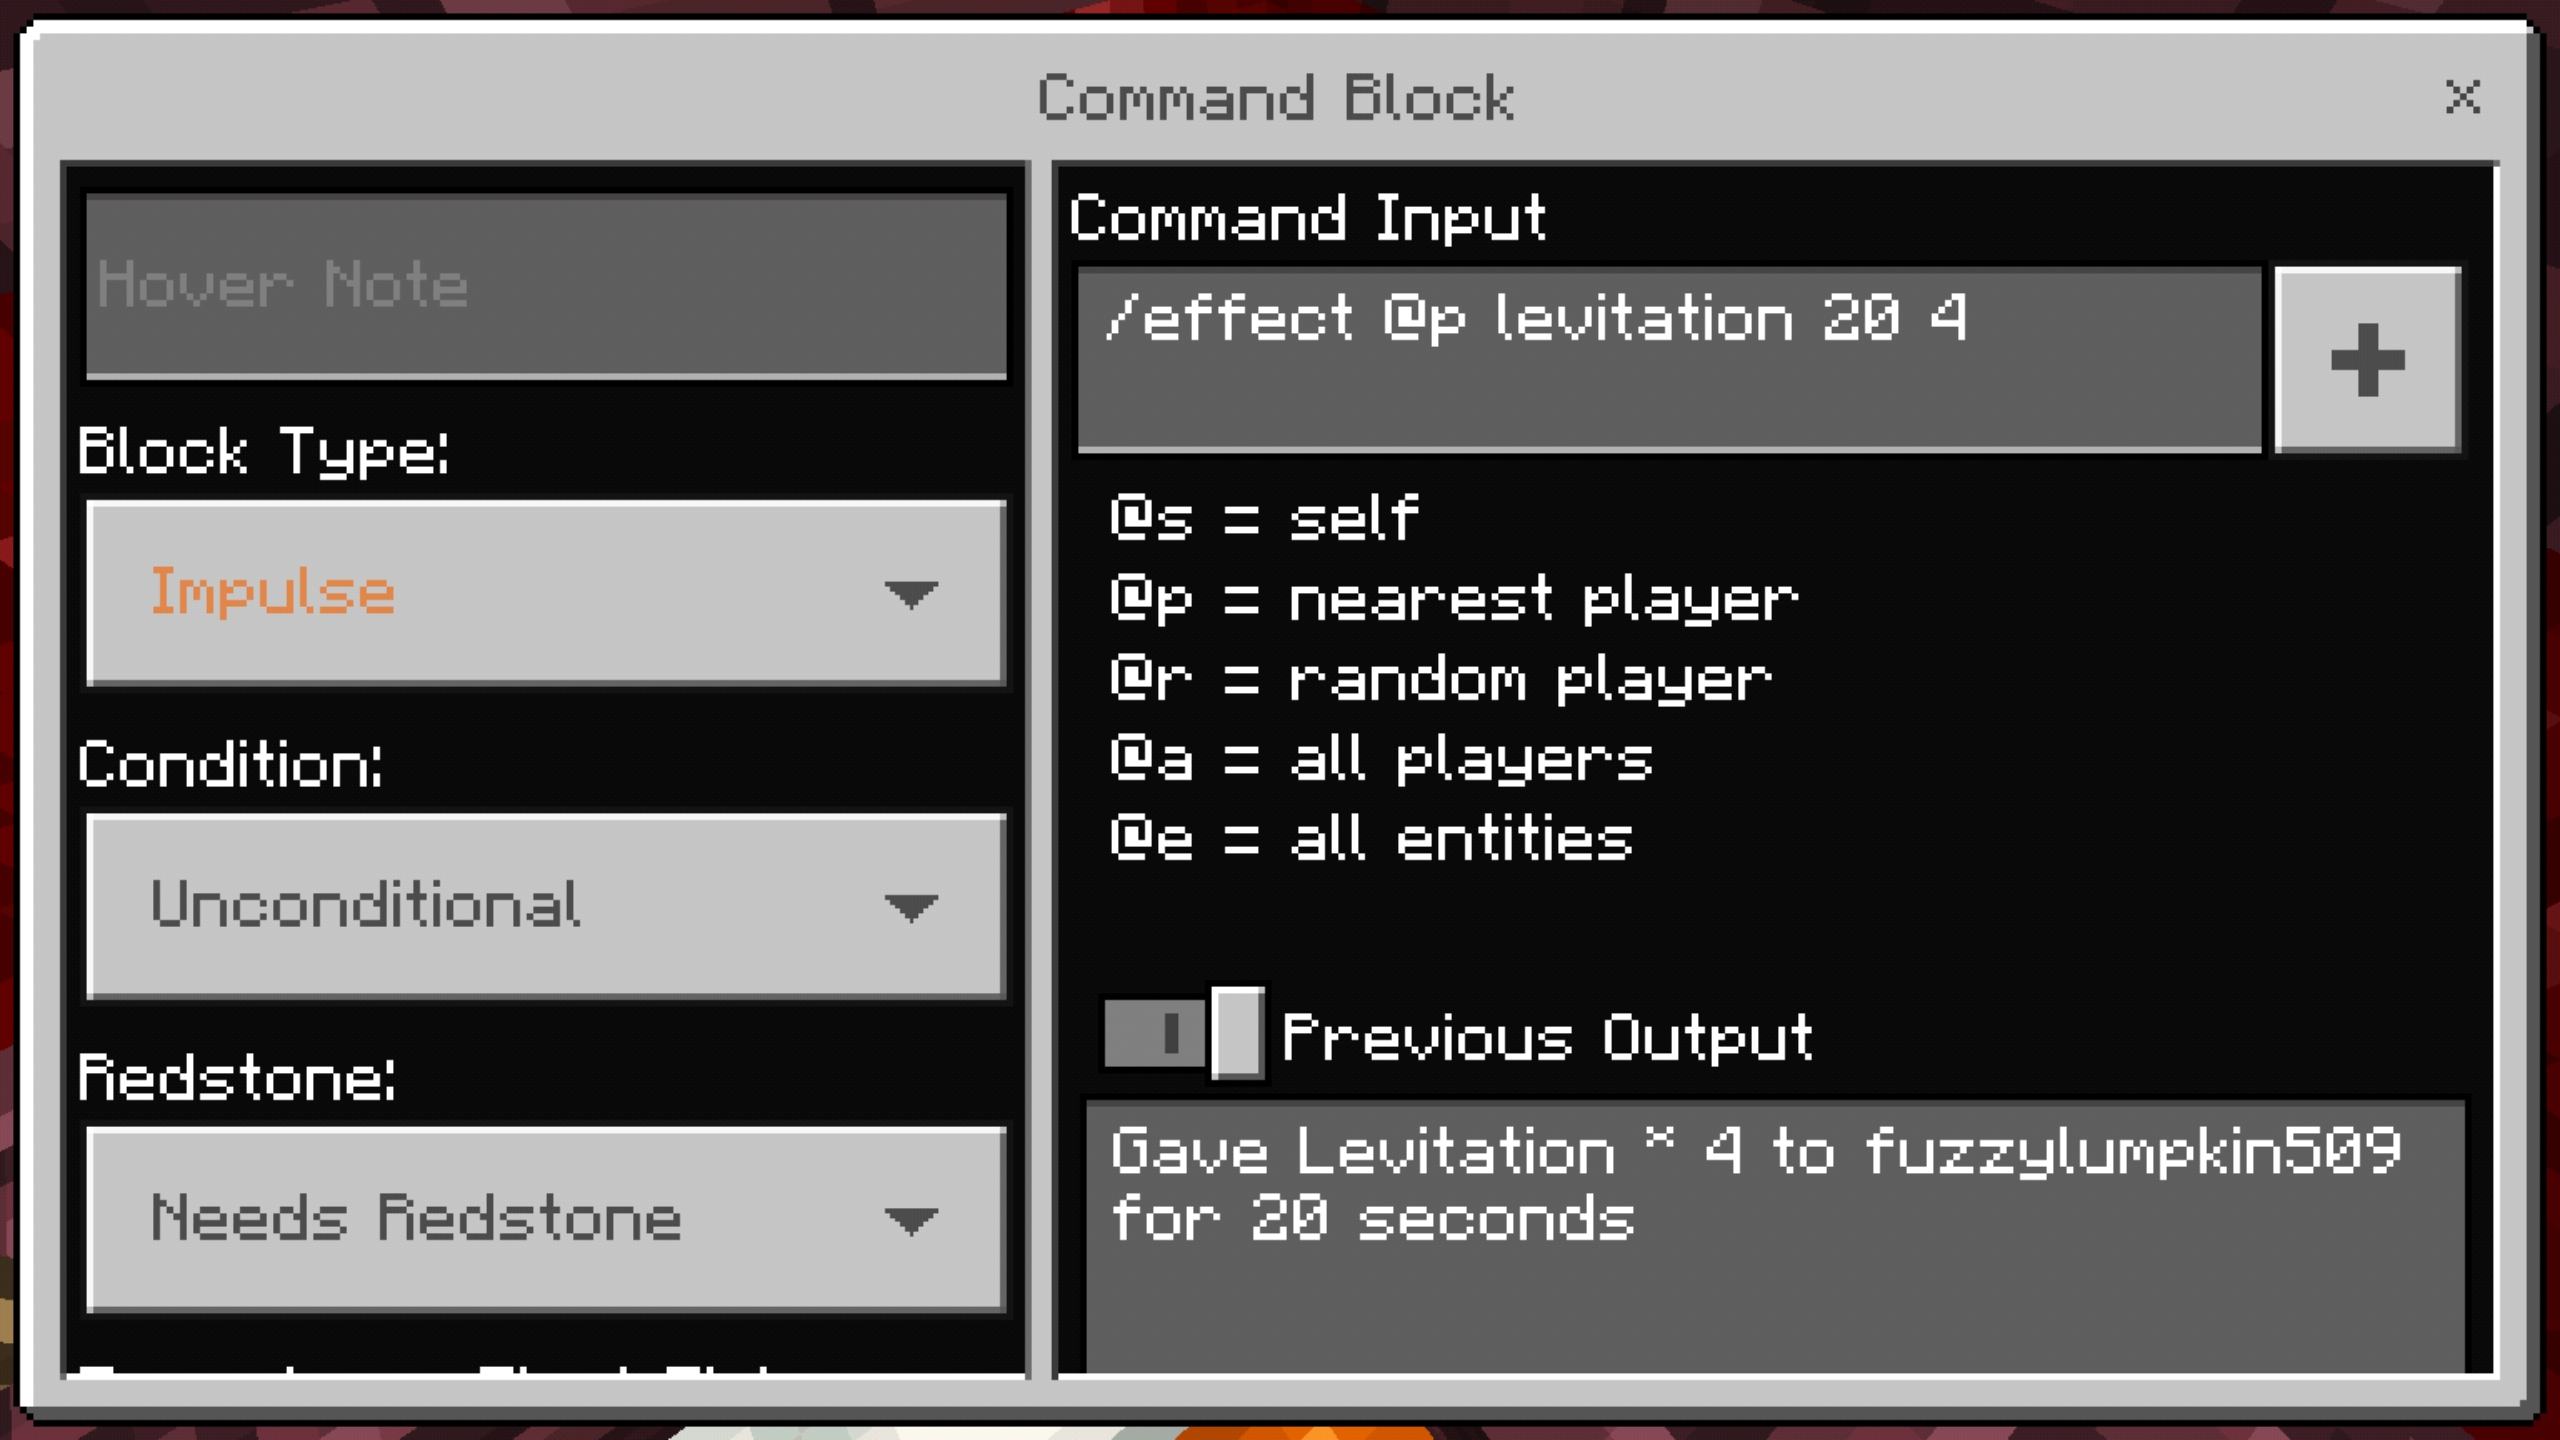 Command Block
Hover Note
Block Type:
Impulse
Condition:
Unconditional
Redstone:
Needs Redstone
Command Input
/effect @p levitation 20 4
@s = self
@p = nearest player
@r = random player
@a = all players
@e = all entities
Previous Output
Gave Levitation * 4 to fuzzylumpkin509
for 20 seconds